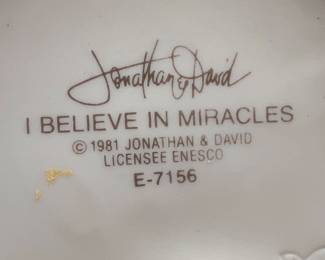 Jonathan & David
I BELIEVE IN MIRACLES
© 1981 JONATHAN & DAVID
LICENSEE ENESCO
E-7156